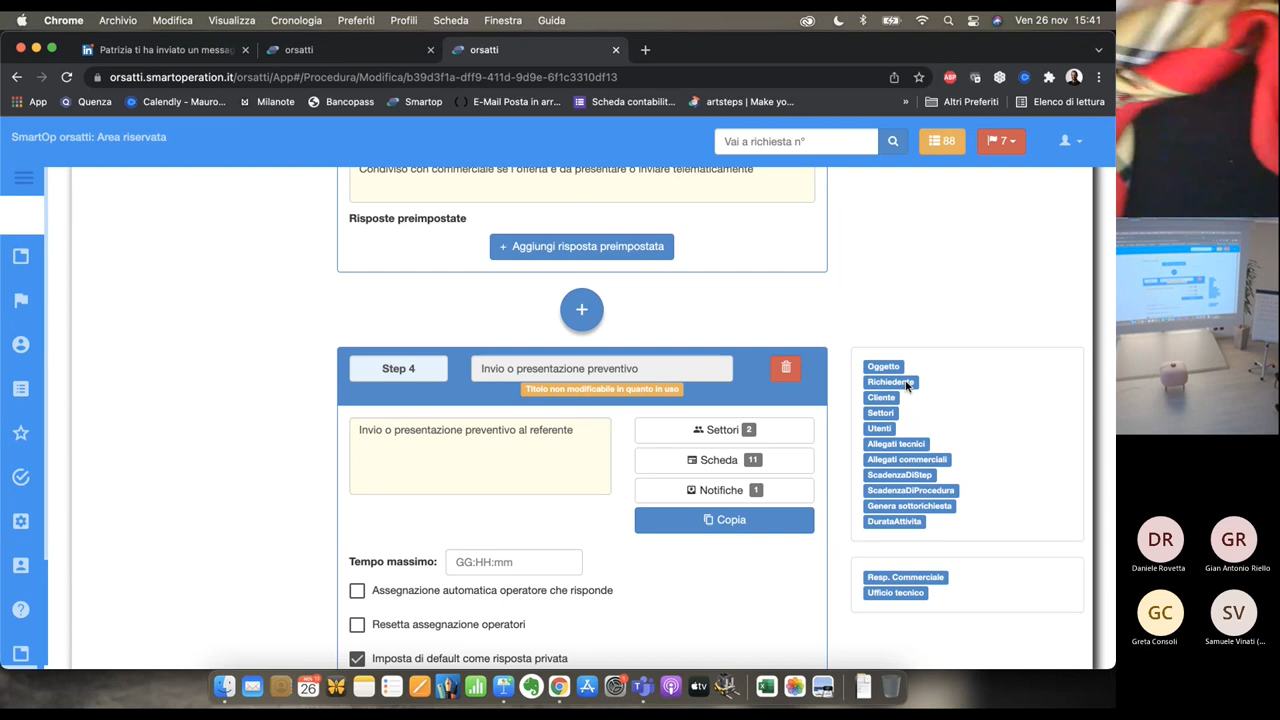 Chrome Archivio Modifica Visualizza Cronologia Preferiti Profili Scheda Finestra Guida Ven 26 nov 15:41
Patrizia ti ha inviato un messag orsatti orsatti
orsatti.smartoperation.it/orsatti/App#/Procedura/Modifica/b39d3f1a-dff9-411d-9d9e-6f1c3310df13 ABP
App Quenza Calendly - Mauro... Milanote Bancopass Smartop E-Mail Posta in arr... Scheda contabilit... artsteps | Make yo... » Altri Preferiti Elenco di lettura
SmartOp orsatti: Area riservata
Vai a richiesta n° 88 7
Condiviso con commerciale se l'offerta è da presentare o inviare telematicamente
Risposte preimpostate
+ Aggiungi risposta preimpostata
+
Step 4 Invio o presentazione preventivo
Titolo non modificabile in quanto in uso
Invio o presentazione preventivo al referente
Settori 2
Scheda 11
Notifiche 1
Copia
Tempo massimo: GG:HH:mm
Assegnazione automatica operatore che risponde
Resetta assegnazione operatori
Imposta di default come risposta privata
Oggetto
Richiedente
Cliente
Settori
Utenti
Allegati tecnici
Allegati commerciali
ScadenzaDiStep
ScadenzaDiProcedura
Genera sottorichiesta
DurataAttivita
Resp. Commerciale
Ufficio tecnico
DR GR
Daniele Rovetta Gian Antonio Riello
GC SV
Greta Consoli Samuele Vinati (...
26
tv